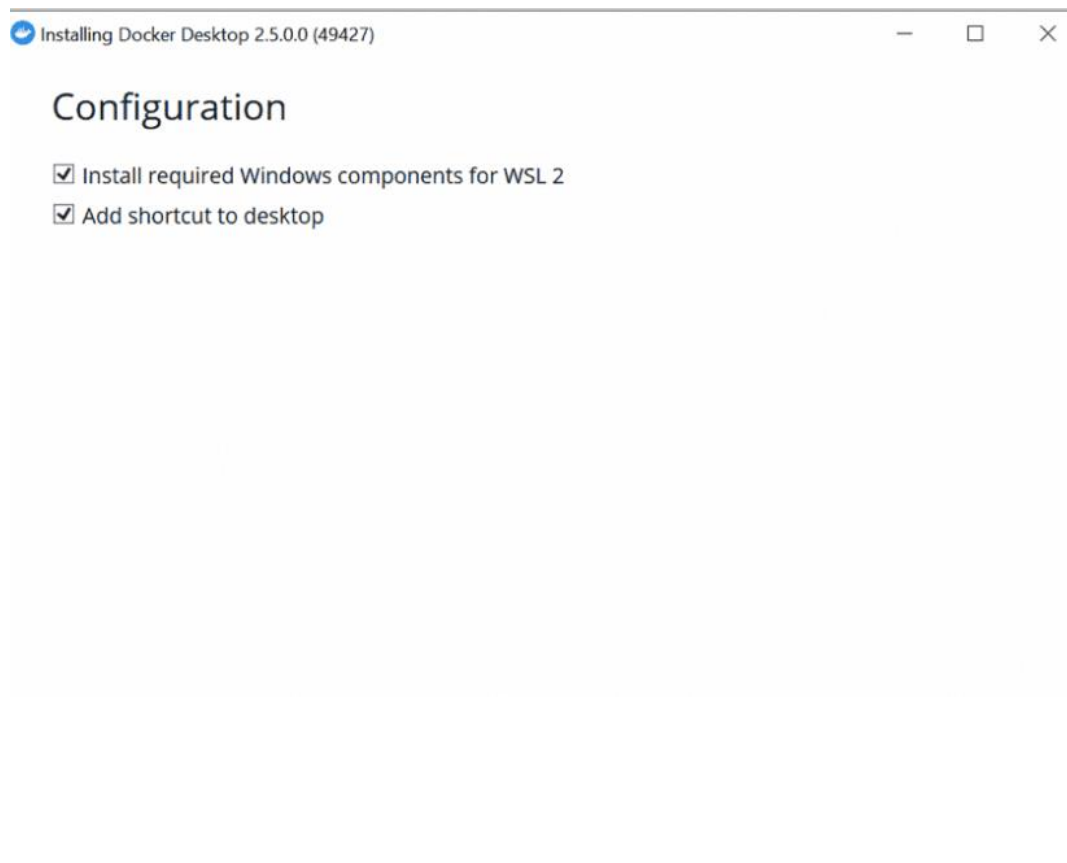 Installing Docker Desktop 2.5.0.0 (49427)
Configuration
Install required Windows components for WSL 2
Add shortcut to desktop